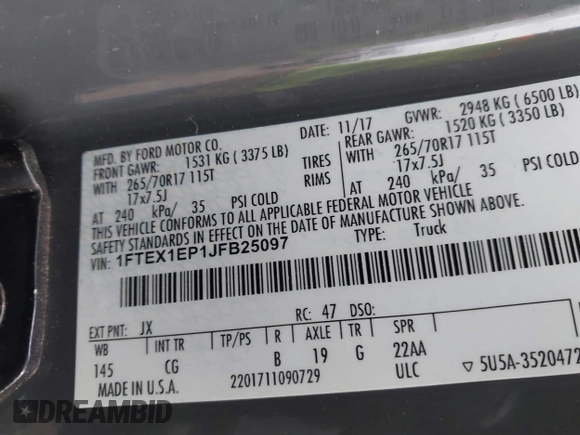 MFD. BY FORD MOTOR CO.
DATE: 11/17
GVWR: 2948 KG ( 6500 LB)
FRONT GAWR: 1531 KG ( 3375 LB)
REAR GAWR: 1520 KG ( 3350 LB)
WITH 265/70R17 115T TIRES WITH 265/70R17 115T
17x7.5J RIMS 17x7.5J
AT 240 kPa/ 35 PSI COLD AT 240 kPa/ 35 PSI COLD
THIS VEHICLE CONFORMS TO ALL APPLICABLE FEDERAL MOTOR VEHICLE
SAFETY STANDARDS IN EFFECT ON THE DATE OF MANUFACTURE SHOWN ABOVE.
VIN: 1FTEX1EP1JFB25097
TYPE: Truck
EXT PNT: JX RC: 47 DSO:
WB INT TR TP/PS R AXLE TR SPR
145 CG B 19 G 22AA
ULC
MADE IN U.S.A. 2201711090729
▽ 5U5A-3520472
AUTOBIDMASTER
DREAMBID